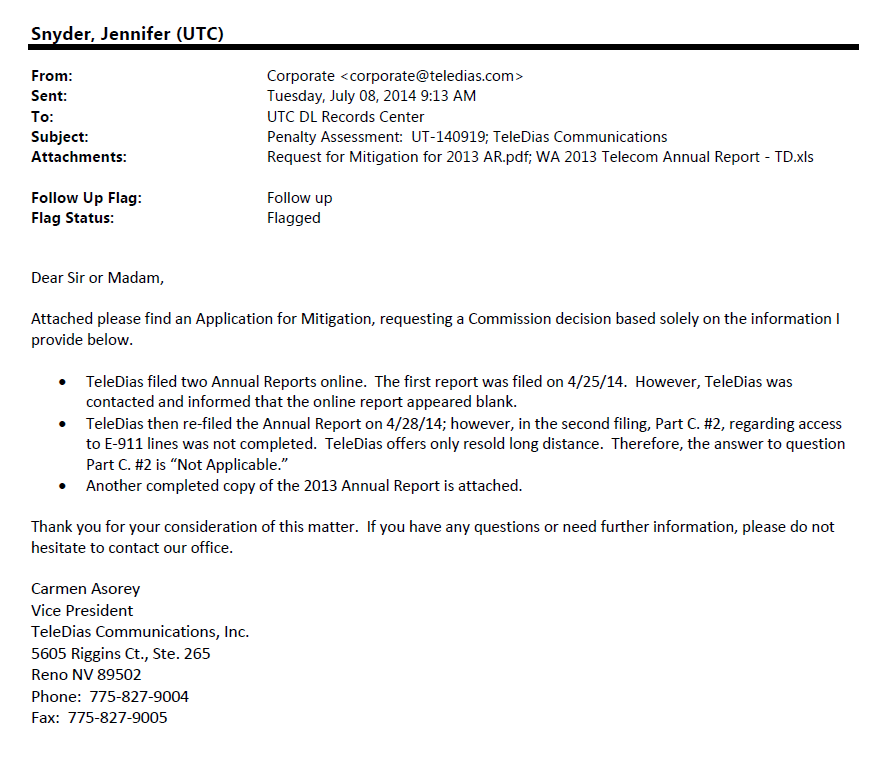 Snyder, Jennifer (UTC)
From: Corporate <corporate@teledias.com>
Sent: Tuesday, July 08, 2014 9:13 AM
To: UTC DL Records Center
Subject: Penalty Assessment:  UT-140919; TeleDias Communications
Attachments: Request for Mitigation for 2013 AR.pdf; WA 2013 Telecom Annual Report - TD.xls
Follow Up Flag: Follow up
Flag Status: Flagged
Dear Sir or Madam,
Attached please find an Application for Mitigation, requesting a Commission decision based solely on the information I
provide below.
• TeleDias filed two Annual Reports online.  The first report was filed on 4/25/14.  However, TeleDias was
contacted and informed that the online report appeared blank.
• TeleDias then re-filed the Annual Report on 4/28/14; however, in the second filing, Part C. #2, regarding access
to E-911 lines was not completed.  TeleDias offers only resold long distance.  Therefore, the answer to question
Part C. #2 is “Not Applicable.”
• Another completed copy of the 2013 Annual Report is attached.
Thank you for your consideration of this matter.  If you have any questions or need further information, please do not
hesitate to contact our office.
Carmen Asorey
Vice President
TeleDias Communications, Inc.
5605 Riggins Ct., Ste. 265
Reno NV 89502
Phone:  775-827-9004
Fax:  775-827-9005